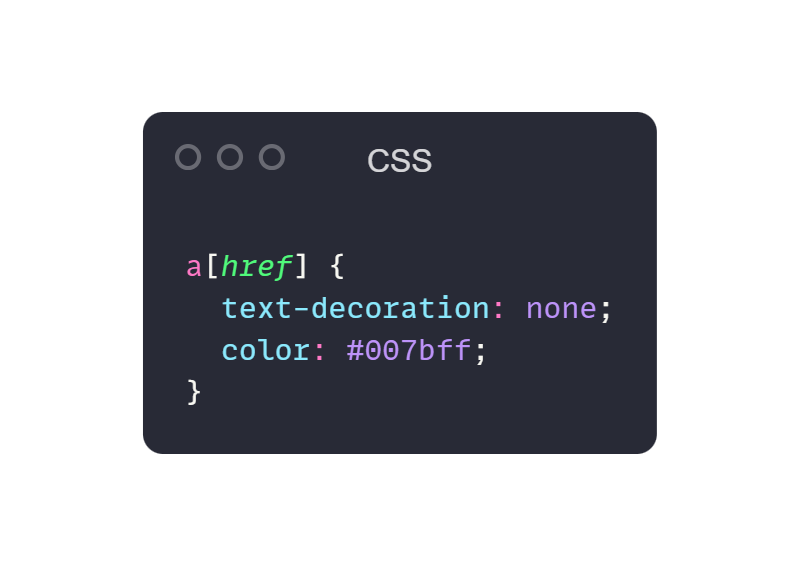 CSS
a[href] {
  text-decoration: none;
  color: #007bff;
}